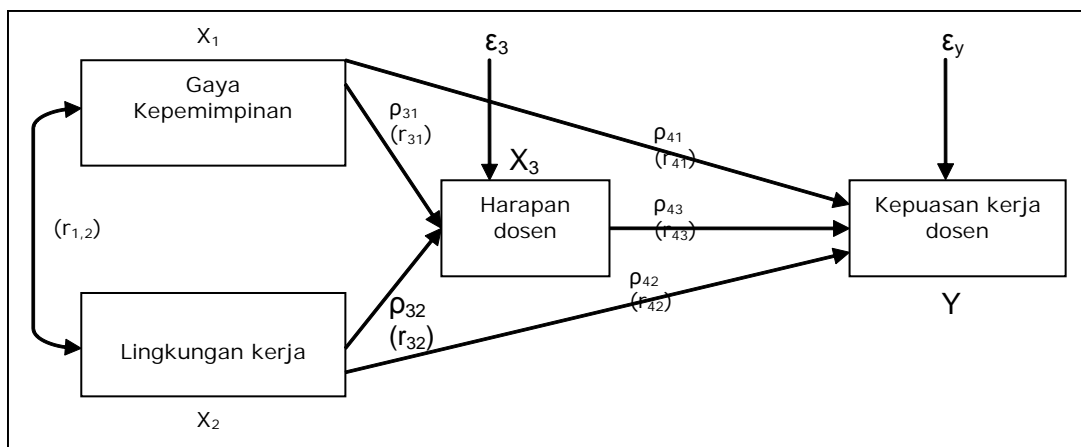 X₁
Gaya
Kepemimpinan
ε₃
εy
ρ₃₁
(r₃₁)
ρ₄₁
(r₄₁)
X₃
Harapan
dosen
ρ₄₃
(r₄₃)
Kepuasan kerja
dosen
(r₁,₂)
ρ₄₂
(r₄₂)
Y
ρ₃₂
(r₃₂)
Lingkungan kerja
X₂